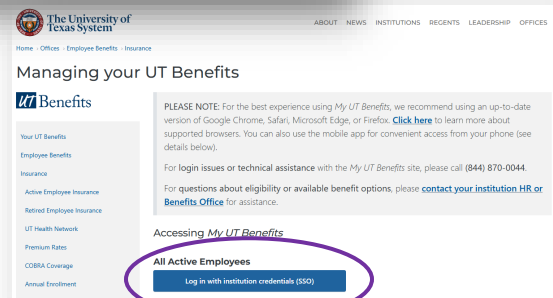 The University of
Texas System
ABOUT NEWS INSTITUTIONS REGENTS LEADERSHIP OFFICES
Home › Offices › Employee Benefits › Insurance
Managing your UT Benefits
UT Benefits
Your UT Benefits
Employee Benefits
Insurance
Active Employee Insurance
Retired Employee Insurance
UT Health Network
Premium Rates
COBRA Coverage
Annual Enrollment
PLEASE NOTE: For the best experience using My UT Benefits, we recommend using an up-to-date
version of Google Chrome, Safari, Microsoft Edge, or Firefox. Click here to learn more about
supported browsers. You can also use the mobile app for convenient access from your phone (see
details below).
For login issues or technical assistance with the My UT Benefits site, please call (844) 870-0044.
For questions about eligibility or available benefit options, please contact your institution HR or
Benefits Office for assistance.
Accessing My UT Benefits
All Active Employees
Log in with institution credentials (SSO)